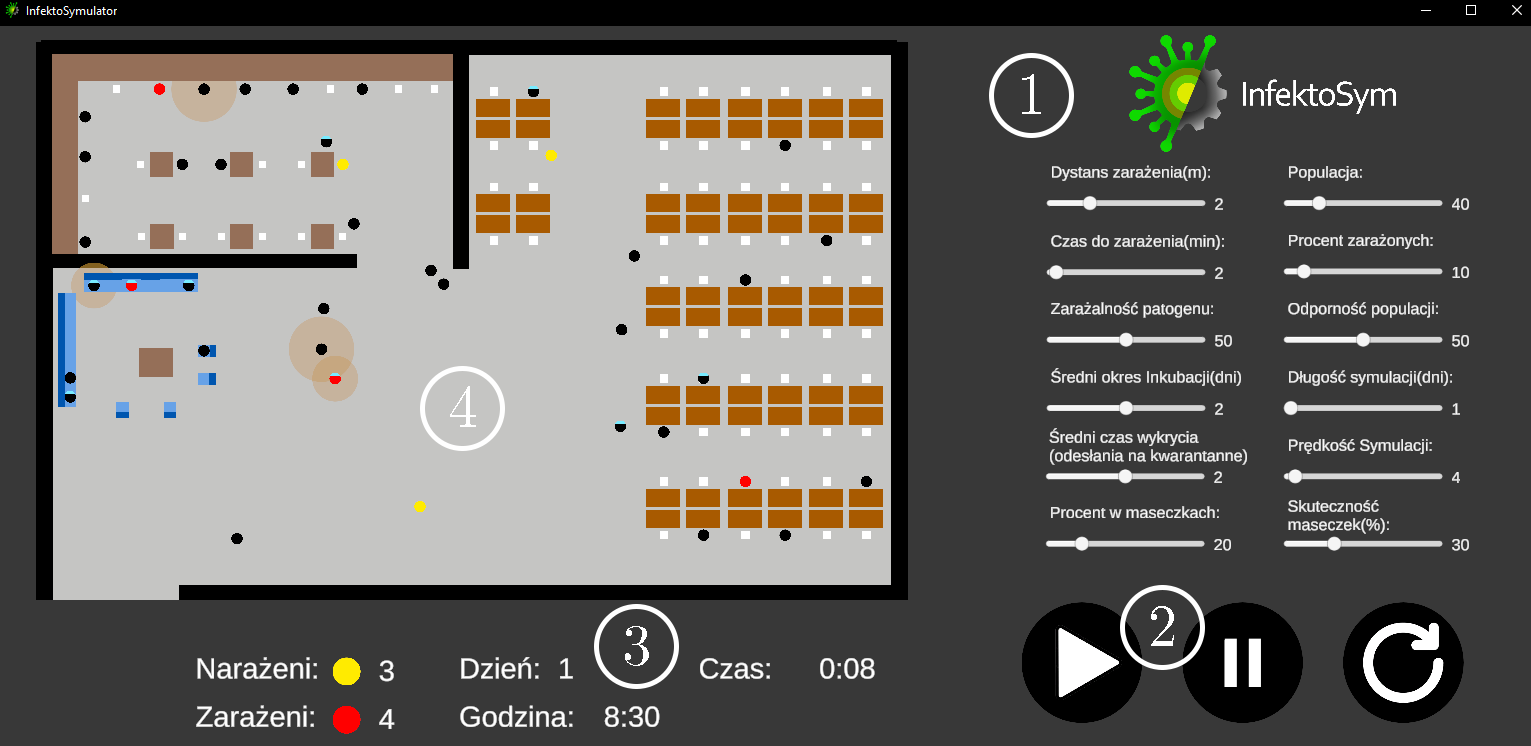 InfektoSymulator
1
InfektoSym
Dystans zarażenia(m):
2
Populacja:
40
Czas do zarażenia(min):
2
Procent zarażonych:
10
Zarażalność patogenu:
50
Odporność populacji:
50
Średni okres Inkubacji(dni)
2
Długość symulacji(dni):
1
Średni czas wykrycia
(odesłania na kwarantanne)
2
Prędkość Symulacji:
4
Procent w maseczkach:
20
Skuteczność
maseczek(%):
30
4
2
3
Narażeni: 3
Dzień: 1
Czas: 0:08
Zarażeni: 4
Godzina: 8:30